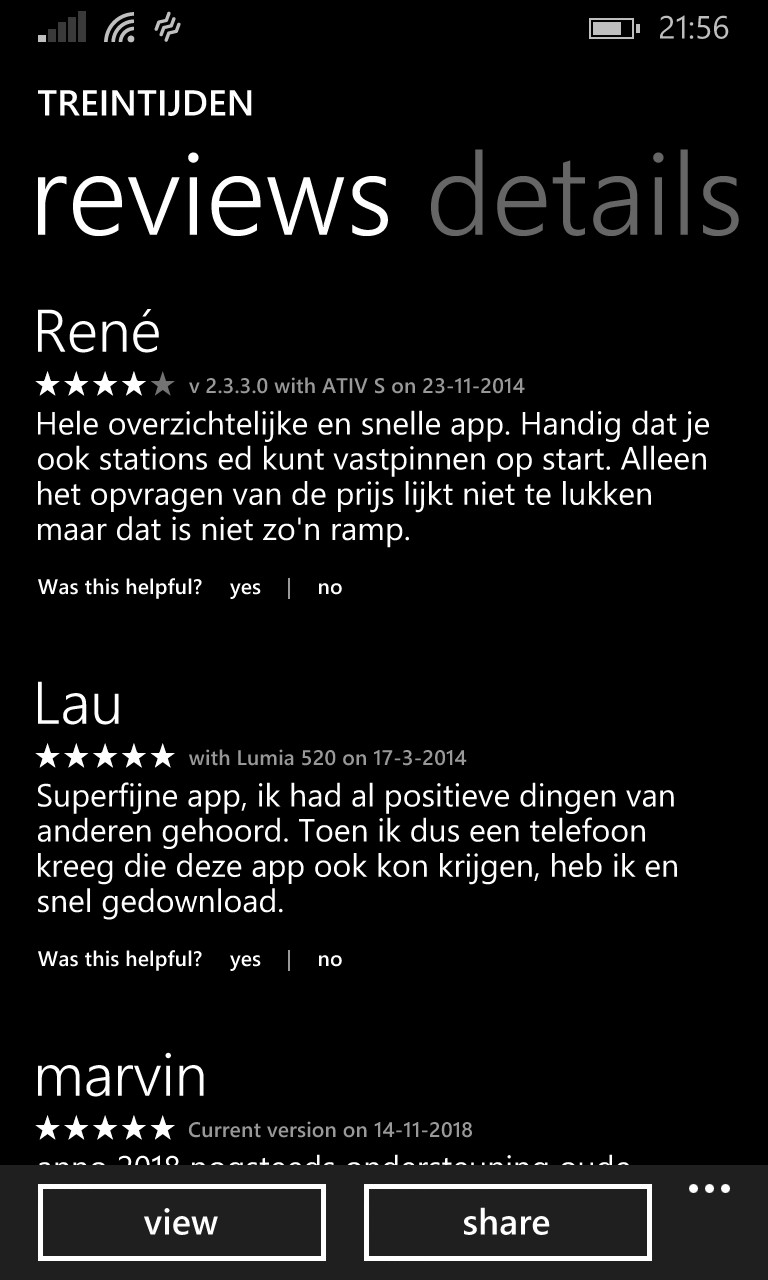 21:56
TREINTIJDEN
reviews details
René
v 2.3.3.0 with ATIV S on 23-11-2014
Hele overzichtelijke en snelle app. Handig dat je
ook stations ed kunt vastpinnen op start. Alleen
het opvragen van de prijs lijkt niet te lukken
maar dat is niet zo'n ramp.
Was this helpful? yes | no
Lau
with Lumia 520 on 17-3-2014
Superfijne app, ik had al positieve dingen van
anderen gehoord. Toen ik dus een telefoon
kreeg die deze app ook kon krijgen, heb ik en
snel gedownload.
Was this helpful? yes | no
marvin
Current version on 14-11-2018
anno 2018 nogsteeds ondersteuning oude
view share